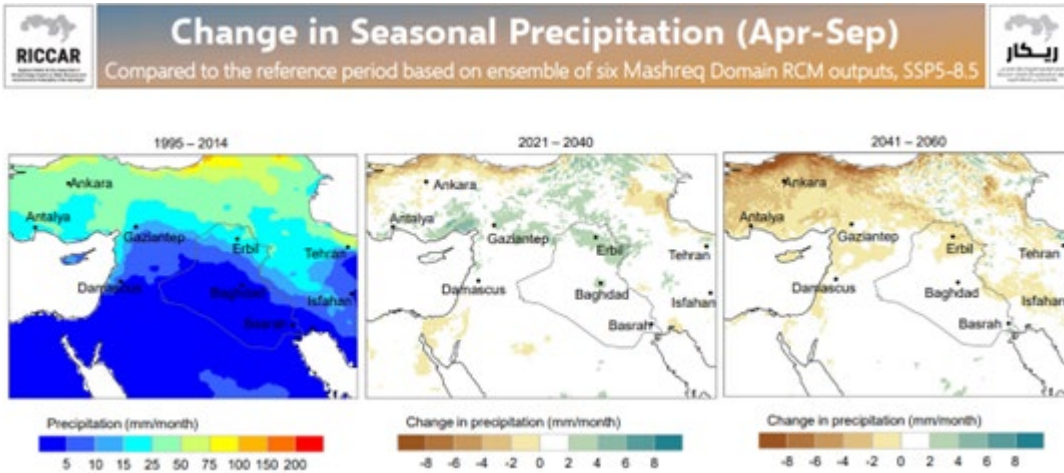 RICCAR
Change in Seasonal Precipitation (Apr-Sep)
Compared to the reference period based on ensemble of six Mashreq Domain RCM outputs, SSP5-8.5
ريكار
1995 – 2014
Ankara
Antalya
Gaziantep
Erbil
Tehran
Damascus
Baghdad
Isfahan
Basrah
Precipitation (mm/month)
5 10 15 25 50 75 100 150 200
2021 – 2040
Ankara
Antalya
Gaziantep
Erbil
Tehran
Damascus
Baghdad
Isfahan
Basrah
Change in precipitation (mm/month)
-8 -6 -4 -2 0 2 4 6 8
2041 – 2060
Ankara
Antalya
Gaziantep
Erbil
Tehran
Damascus
Baghdad
Isfahan
Basrah
Change in precipitation (mm/month)
-8 -6 -4 -2 0 2 4 6 8